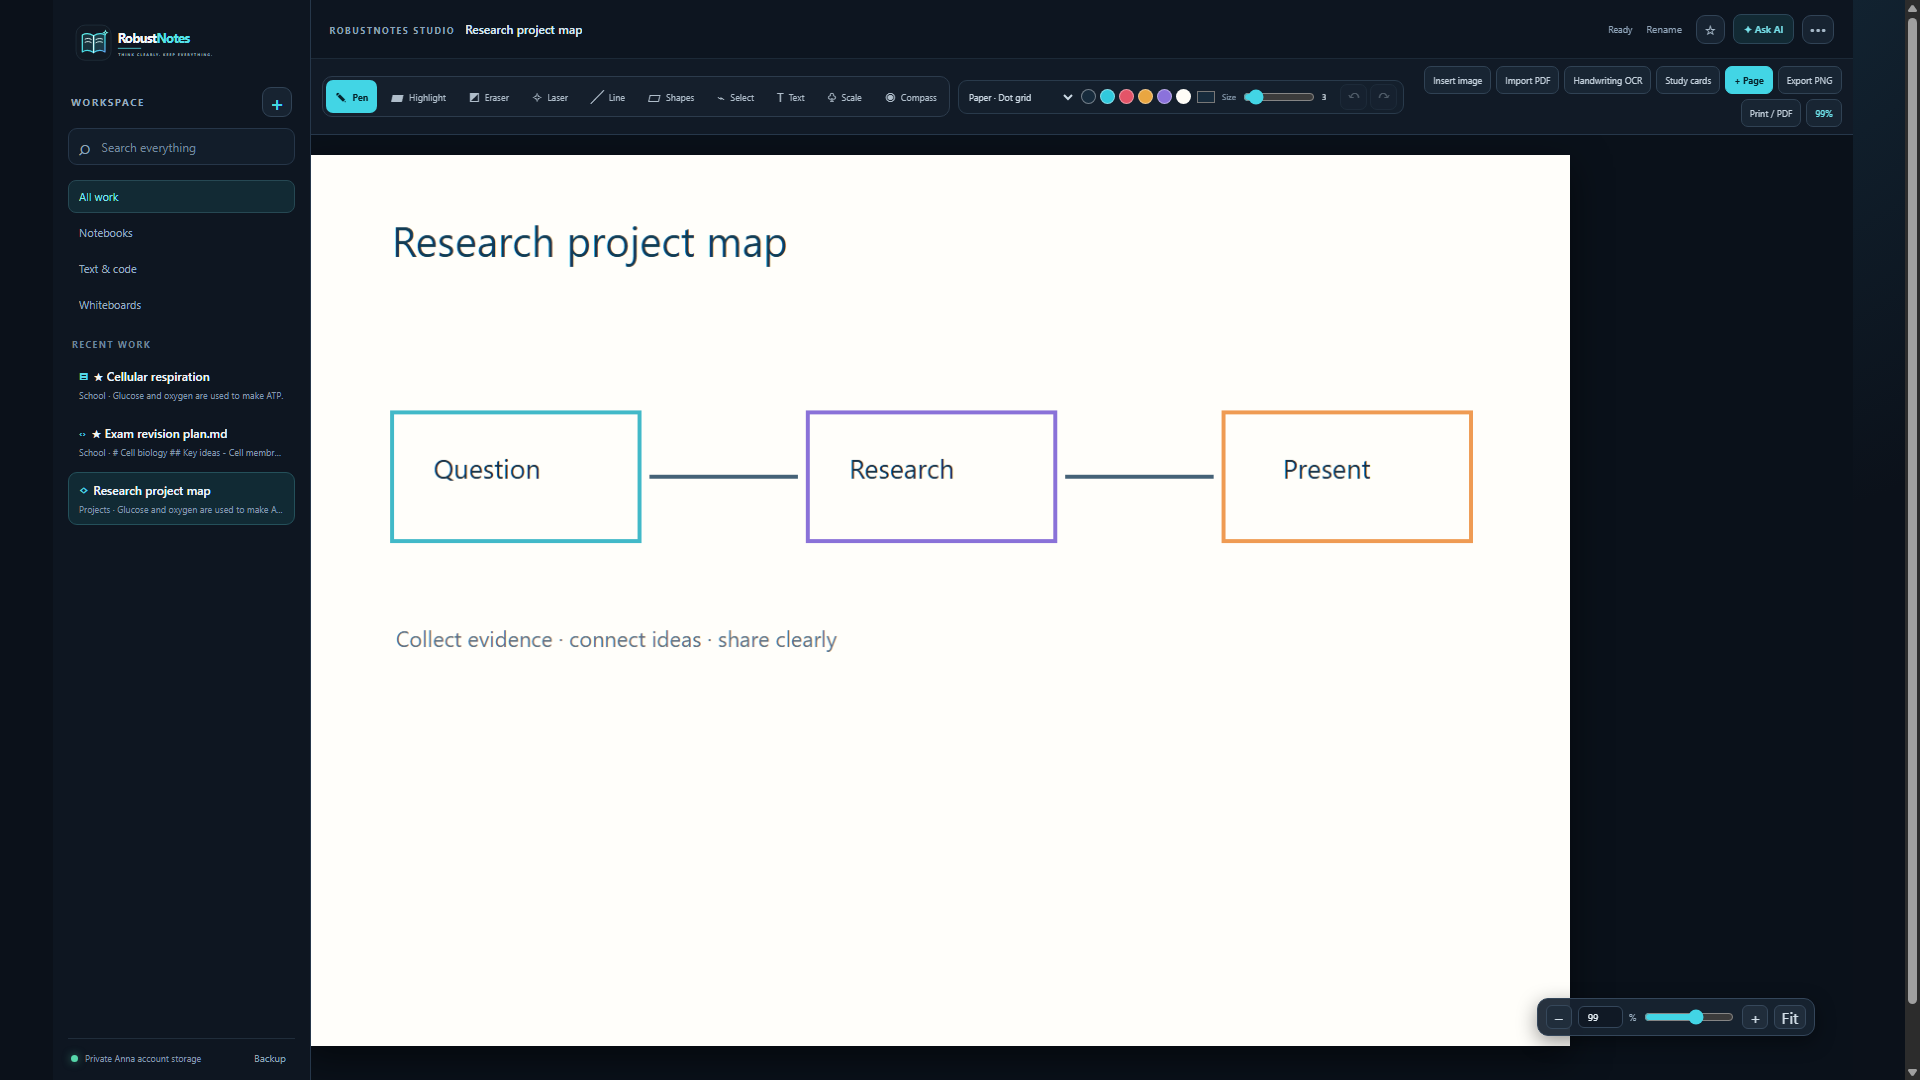 RobustNotes
THINK CLEARLY. KEEP EVERYTHING.
WORKSPACE
+
Search everything
All work
Notebooks
Text & code
Whiteboards
RECENT WORK
★ Cellular respiration
School · Glucose and oxygen are used to make ATP.
★ Exam revision plan.md
School · # Cell biology ## Key ideas - Cell membr...
Research project map
Projects · Glucose and oxygen are used to make A...
Private Anna account storage
Backup
ROBUSTNOTES STUDIO Research project map
Ready Rename ☆ ✦ Ask AI •••
Pen Highlight Eraser Laser Line Shapes Select T Text Scale Compass
Paper · Dot grid Size 3
Insert image Import PDF Handwriting OCR Study cards + Page Export PNG
Print / PDF 99%
Research project map
Question Research Present
Collect evidence · connect ideas · share clearly
– 99 % + Fit